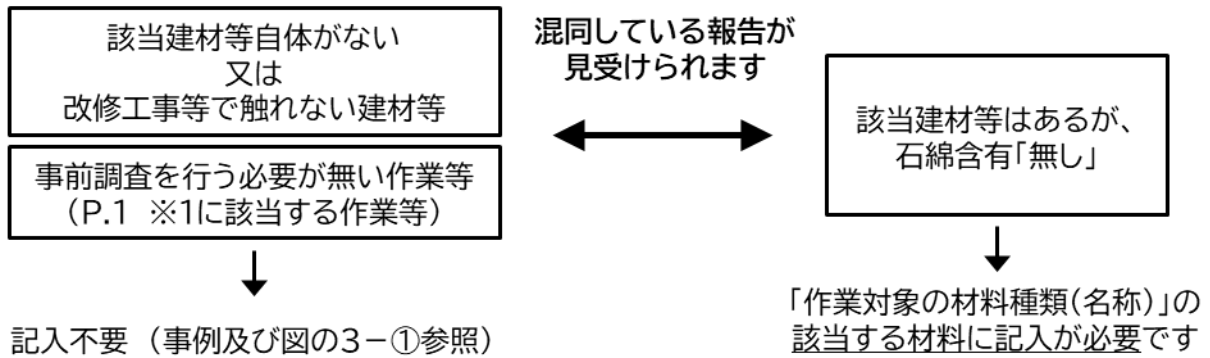 該当建材等自体がない
又は
改修工事等で触れない建材等
事前調査を行う必要が無い作業等
（P.1 ※1に該当する作業等）
記入不要 （事例及び図の3－①参照）
混同している報告が
見受けられます
該当建材等はあるが、
石綿含有｢無し｣
｢作業対象の材料種類(名称)｣の
該当する材料に記入が必要です